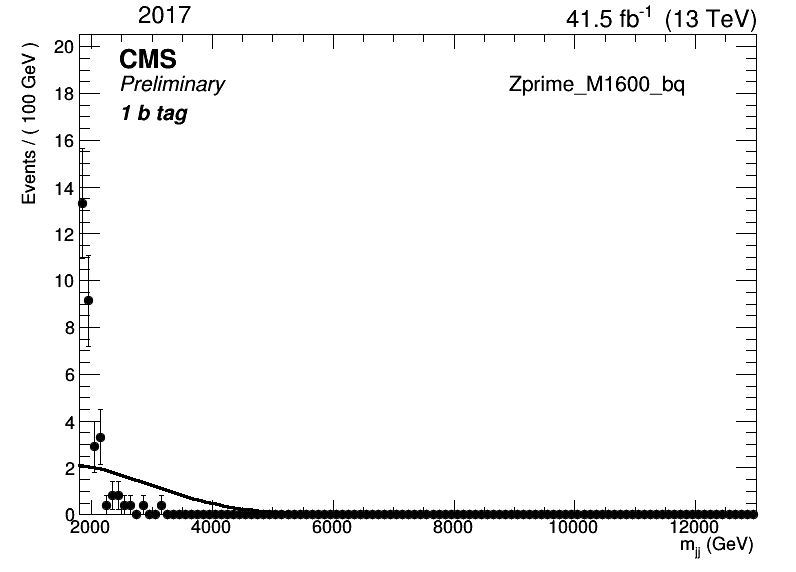 2017 41.5 fb⁻¹ (13 TeV)
CMS
Preliminary
1 b tag
Zprime_M1600_bq
Events / ( 100 GeV )
20
18
16
14
12
10
8
6
4
2
0
2000 4000 6000 8000 10000 12000
m_jj (GeV)